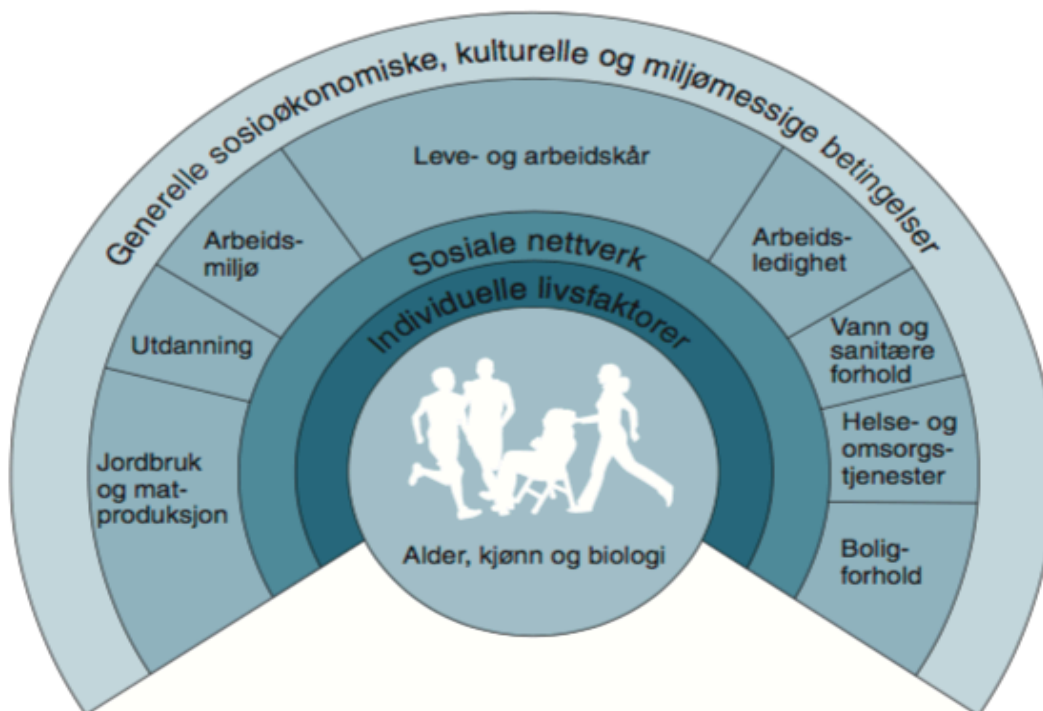 Generelle sosioøkonomiske, kulturelle og miljømessige betingelser
Leve- og arbeidskår
Arbeids-
miljø
Utdanning
Jordbruk
og mat-
produksjon
Arbeids-
ledighet
Vann og
sanitære
forhold
Helse- og
omsorgs-
tjenester
Bolig-
forhold
Sosiale nettverk
Individuelle livsfaktorer
Alder, kjønn og biologi